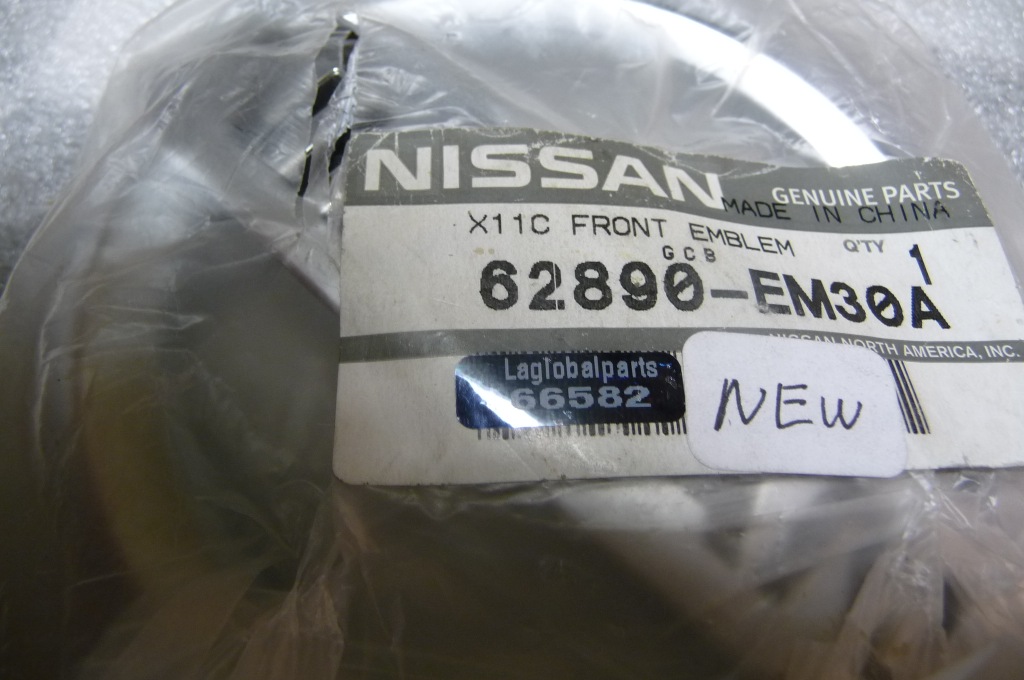 NISSAN GENUINE PARTS
MADE IN CHINA
X11C FRONT EMBLEM Q'TY 1
GCB
62890-EM30A
NISSAN NORTH AMERICA, INC.
Laglobalparts
66582
NEW